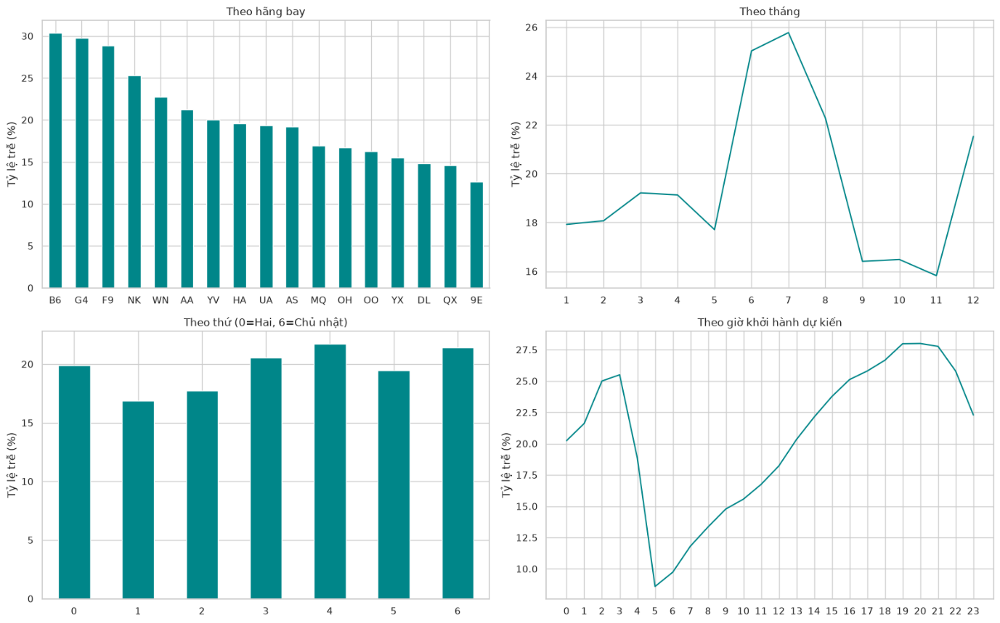 Theo hãng bay
Tỷ lệ trễ (%)
30
25
20
15
10
5
0
B6 G4 F9 NK WN AA YV HA UA AS MQ OH OO YX DL QX 9E
Theo tháng
Tỷ lệ trễ (%)
26
24
22
20
18
16
1 2 3 4 5 6 7 8 9 10 11 12
Theo thứ (0=Hai, 6=Chủ nhật)
Tỷ lệ trễ (%)
20
15
10
5
0
0 1 2 3 4 5 6
Theo giờ khởi hành dự kiến
Tỷ lệ trễ (%)
27.5
25.0
22.5
20.0
17.5
15.0
12.5
10.0
0 1 2 3 4 5 6 7 8 9 10 11 12 13 14 15 16 17 18 19 20 21 22 23